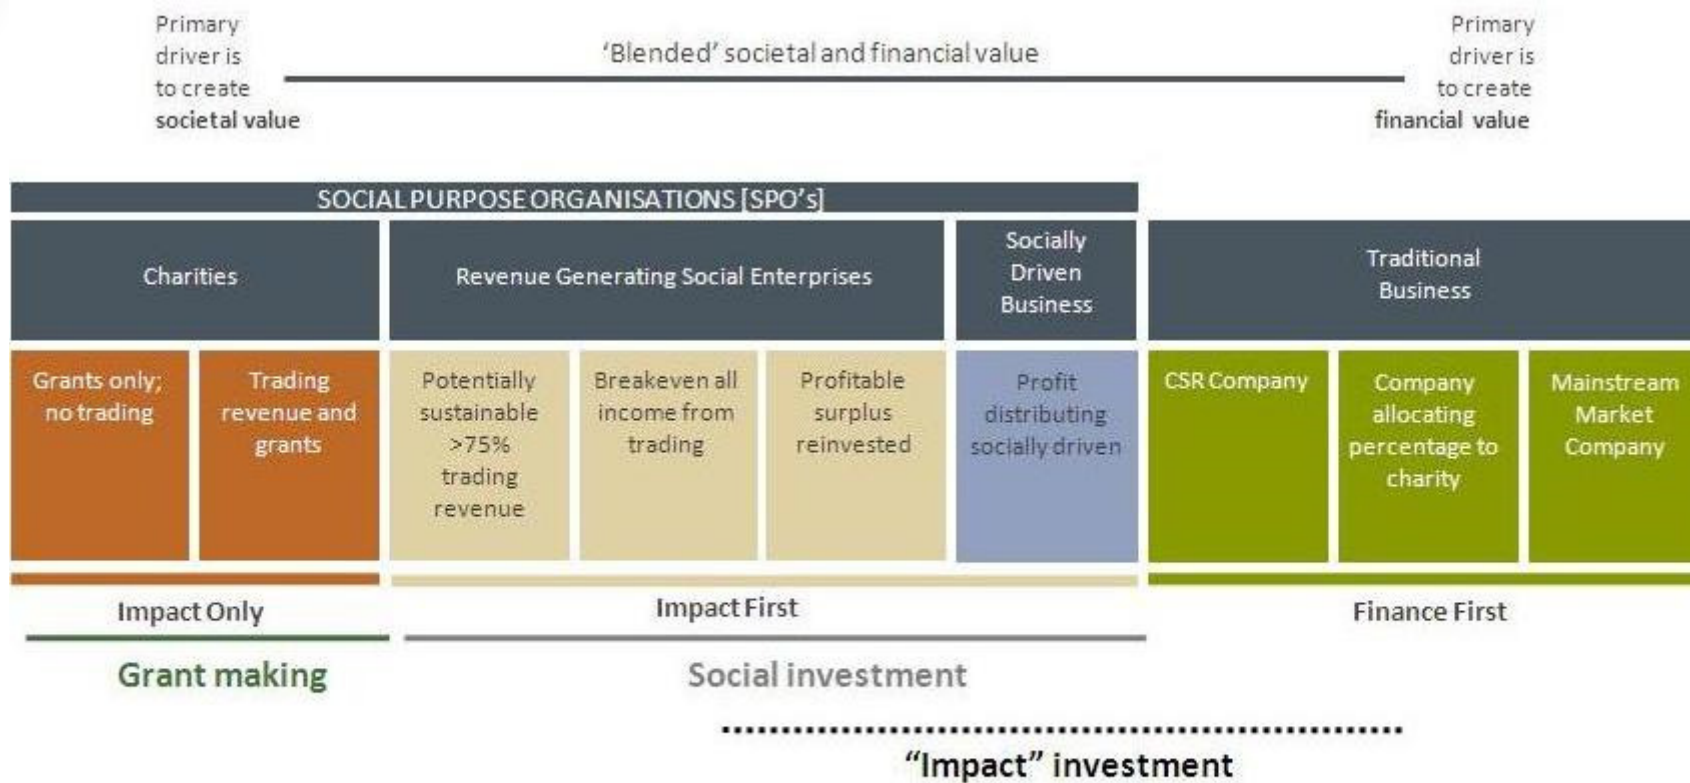 Primary
driver is
to create
societal value
‘Blended’ societal and financial value
Primary
driver is
to create
financial value
SOCIAL PURPOSE ORGANISATIONS [SPO's]
Charities
Revenue Generating Social Enterprises
Socially
Driven
Business
Traditional
Business
Grants only;
no trading
Trading
revenue and
grants
Potentially
sustainable
>75%
trading
revenue
Breakeven all
income from
trading
Profitable
surplus
reinvested
Profit
distributing
socially driven
CSR Company
Company
allocating
percentage to
charity
Mainstream
Market
Company
Impact Only
Impact First
Finance First
Grant making
Social investment
“Impact” investment